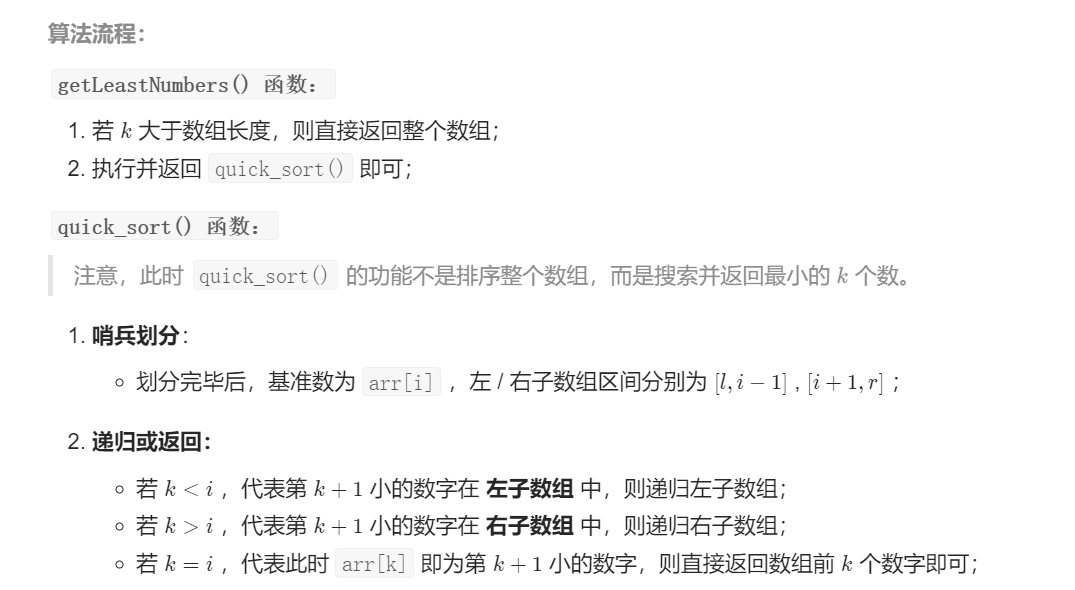 算法流程：
getLeastNumbers() 函数：
1. 若 k 大于数组长度，则直接返回整个数组；
2. 执行并返回 quick_sort() 即可；
quick_sort() 函数：
注意，此时 quick_sort() 的功能不是排序整个数组，而是搜索并返回最小的 k 个数。
1. 哨兵划分：
◦ 划分完毕后，基准数为 arr[i] ，左 / 右子数组区间分别为 [l, i − 1] , [i + 1, r] ；
2. 递归或返回：
◦ 若 k < i ，代表第 k + 1 小的数字在 左子数组 中，则递归左子数组；
◦ 若 k > i ，代表第 k + 1 小的数字在 右子数组 中，则递归右子数组；
◦ 若 k = i ，代表此时 arr[k] 即为第 k + 1 小的数字，则直接返回数组前 k 个数字即可；